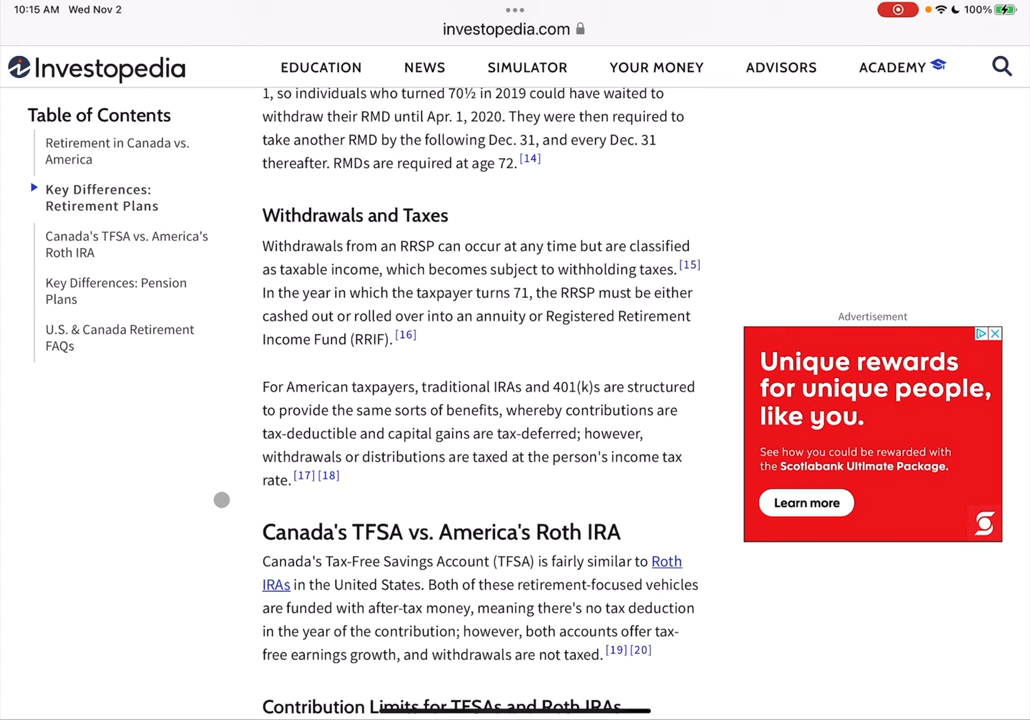 10:15 AM Wed Nov 2
100%
investopedia.com
Investopedia
EDUCATION NEWS SIMULATOR YOUR MONEY ADVISORS ACADEMY
Table of Contents
Retirement in Canada vs.
America
Key Differences:
Retirement Plans
Canada's TFSA vs. America's
Roth IRA
Key Differences: Pension
Plans
U.S. & Canada Retirement
FAQs
1, so individuals who turned 70½ in 2019 could have waited to
withdraw their RMD until Apr. 1, 2020. They were then required to
take another RMD by the following Dec. 31, and every Dec. 31
thereafter. RMDs are required at age 72. [14]
Withdrawals and Taxes
Withdrawals from an RRSP can occur at any time but are classified
as taxable income, which becomes subject to withholding taxes. [15]
In the year in which the taxpayer turns 71, the RRSP must be either
cashed out or rolled over into an annuity or Registered Retirement
Income Fund (RRIF). [16]
For American taxpayers, traditional IRAs and 401(k)s are structured
to provide the same sorts of benefits, whereby contributions are
tax-deductible and capital gains are tax-deferred; however,
withdrawals or distributions are taxed at the person's income tax
rate. [17] [18]
Canada's TFSA vs. America's Roth IRA
Canada's Tax-Free Savings Account (TFSA) is fairly similar to Roth
IRAs in the United States. Both of these retirement-focused vehicles
are funded with after-tax money, meaning there's no tax deduction
in the year of the contribution; however, both accounts offer tax-
free earnings growth, and withdrawals are not taxed. [19] [20]
Contribution Limits for TFSAs and Roth IRAs
Advertisement
Unique rewards
for unique people,
like you.
See how you could be rewarded with
the Scotiabank Ultimate Package.
Learn more